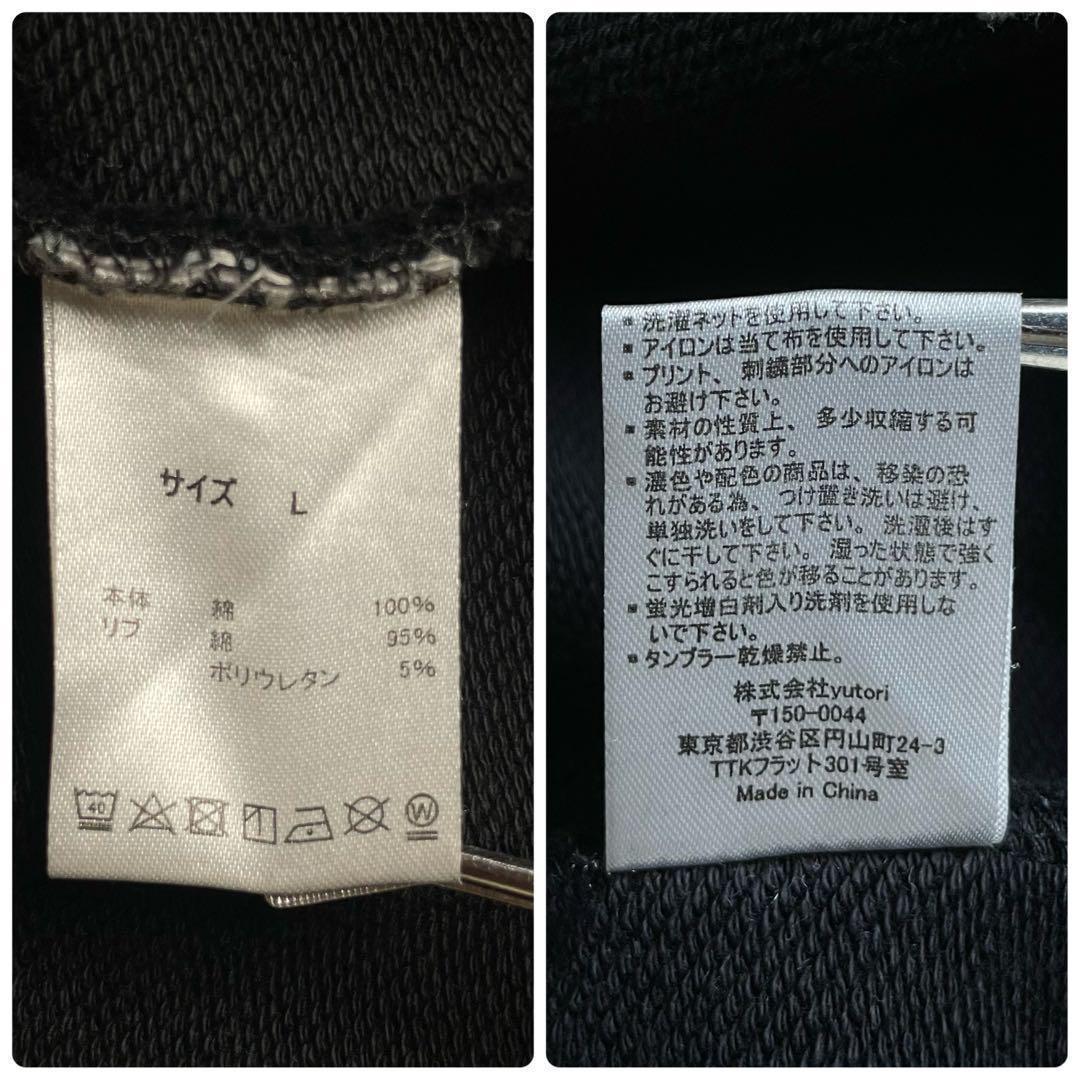 サイズ L
本体 綿 100%
リブ 綿 95%
ポリウレタン 5%
40 W
▪ 洗濯ネットを使用して下さい。
▪ アイロンは当て布を使用して下さい。
▪ プリント、刺繍部分へのアイロンは
お避け下さい。
▪ 素材の性質上、多少収縮する可
能性があります。
▪ 濃色や配色の商品は、移染の恐
れがある為、つけ置き洗いは避け、
単独洗いをして下さい。洗濯後はす
ぐに干して下さい。湿った状態で強く
こすられると色が移ることがあります。
▪ 蛍光増白剤入り洗剤を使用しな
いで下さい。
▪ タンブラー乾燥禁止。
株式会社yutori
〒150-0044
東京都渋谷区円山町24-3
TTKフラット301号室
Made in China